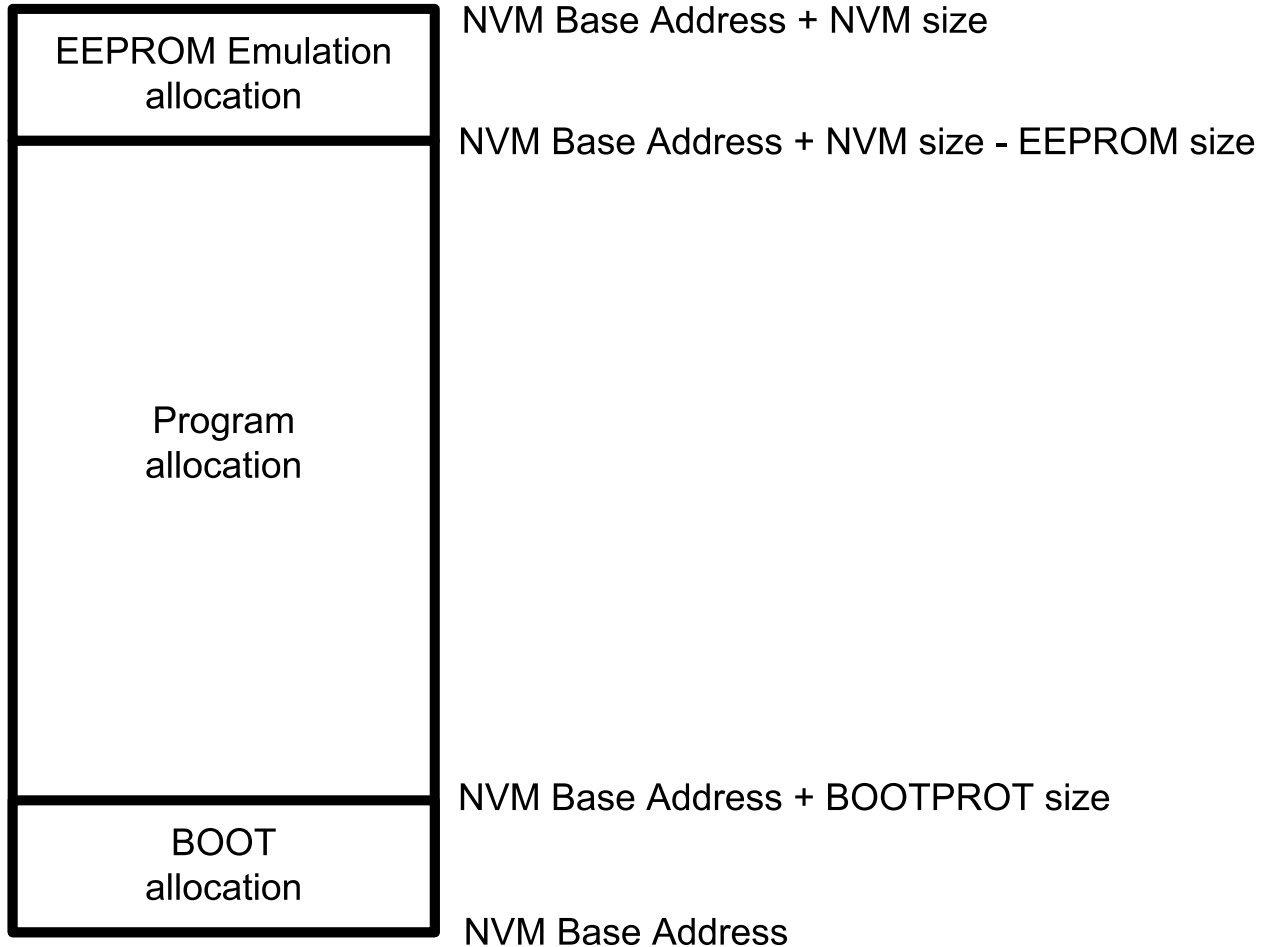 NVM Base Address + NVM size
EEPROM Emulation
allocation
NVM Base Address + NVM size - EEPROM size
Program
allocation
NVM Base Address + BOOTPROT size
BOOT
allocation
NVM Base Address